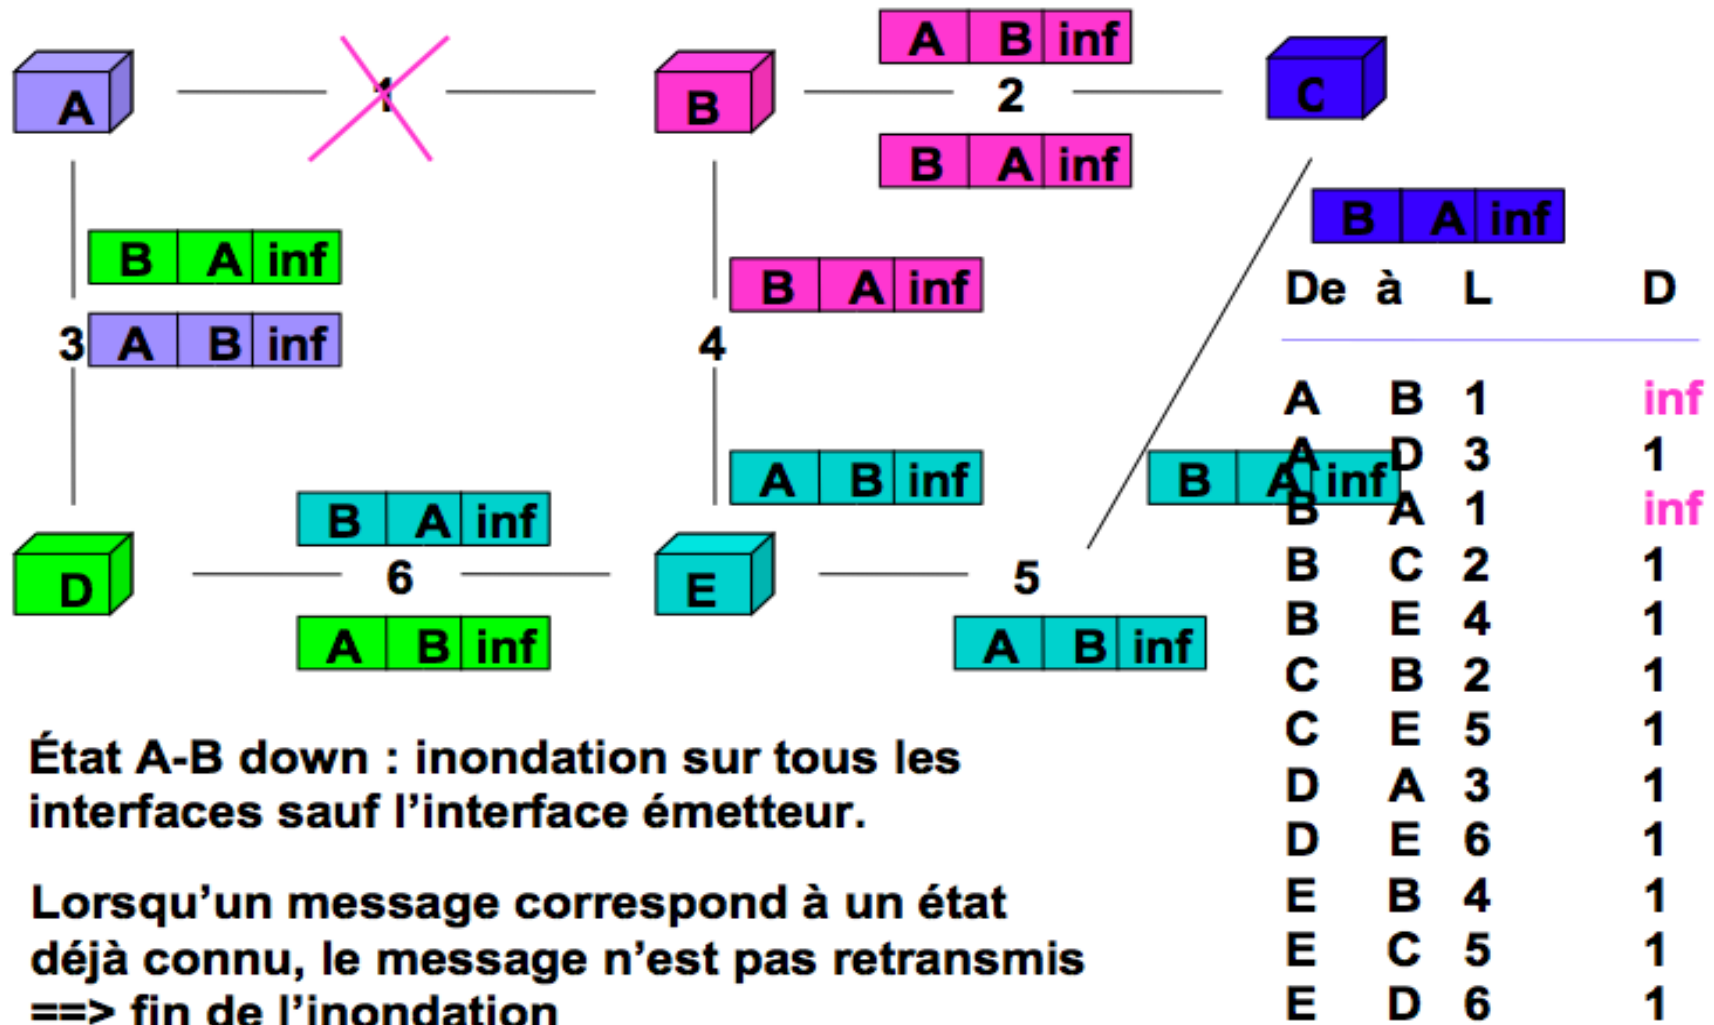 A B inf
A 1 B 2 C
B A inf
B A inf
B A inf
B A inf
De à L D
3 A B inf
4
A B 1 inf
A D 3 1
A B inf
B A inf
B A 1 inf
B A inf
D 6 E 5
B C 2 1
A B inf
A B inf
B E 4 1
C B 2 1
C E 5 1
D A 3 1
D E 6 1
E B 4 1
E C 5 1
E D 6 1
État A-B down : inondation sur tous les
interfaces sauf l'interface émetteur.
Lorsqu'un message correspond à un état
déjà connu, le message n'est pas retransmis
==> fin de l'inondation